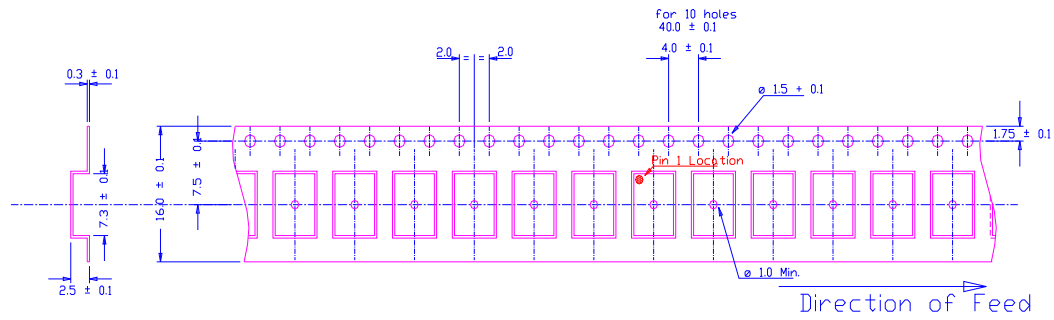 for 10 holes
40.0 ± 0.1
2.0 = = 2.0
4.0 ± 0.1
0.3 ± 0.1
ø 1.5 + 0.1
1.75 ± 0.1
7.5 ± 0.1
Pin 1 Location
7.3 ± 0.1
16.0 ± 0.1
ø 1.0 Min.
2.5 ± 0.1
Direction of Feed